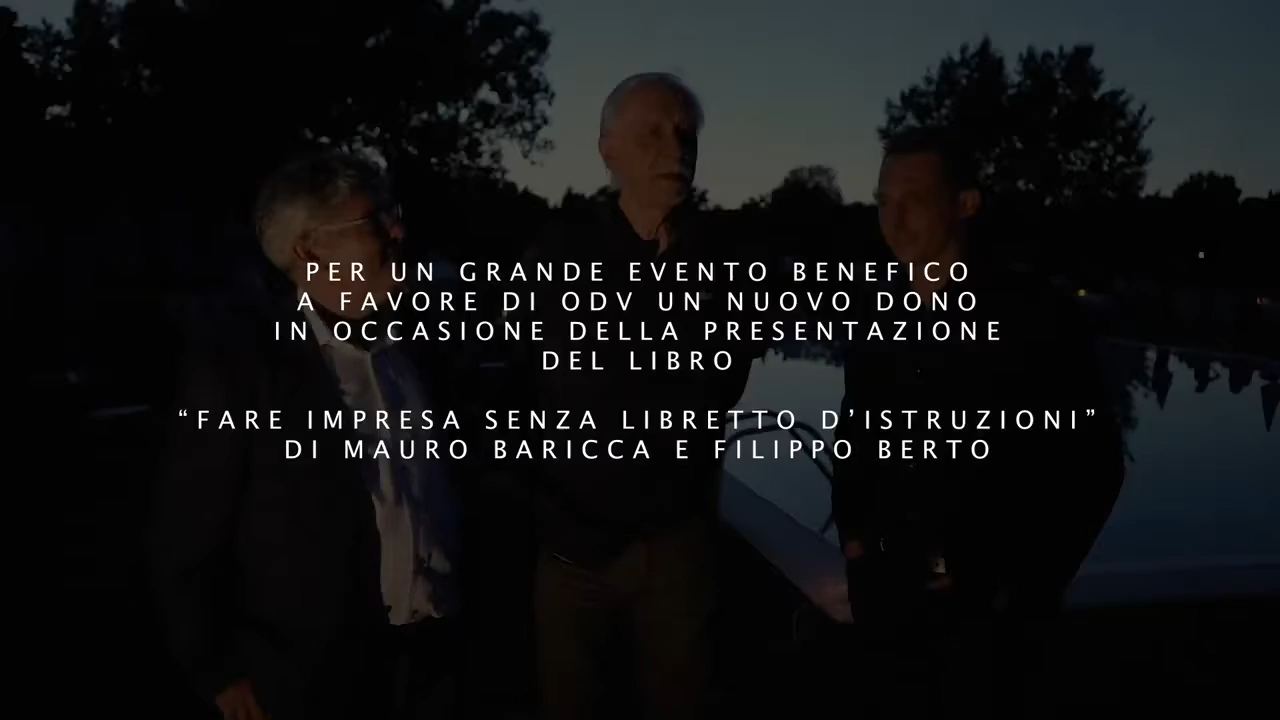 PER UN GRANDE EVENTO BENEFICO
A FAVORE DI ODV UN NUOVO DONO
IN OCCASIONE DELLA PRESENTAZIONE
DEL LIBRO
“FARE IMPRESA SENZA LIBRETTO D’ISTRUZIONI”
DI MAURO BARICCA E FILIPPO BERTO